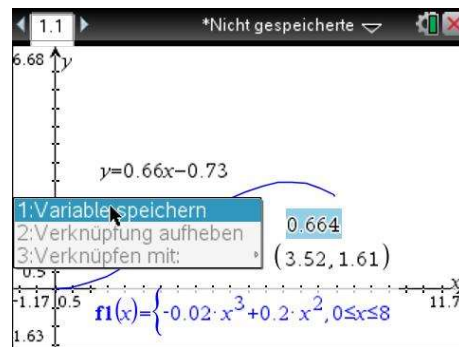 1.1 *Nicht gespeicherte
6.68 y
y=0.66x−0.73
1:Variable speichern
2:Verknüpfung aufheben
3:Verknüpfen mit:
0.664
(3.52,1.61)
0.5
x
-1.17 0.5 11.7
f1(x)={-0.02·x³+0.2·x²,0≤x≤8
1.63